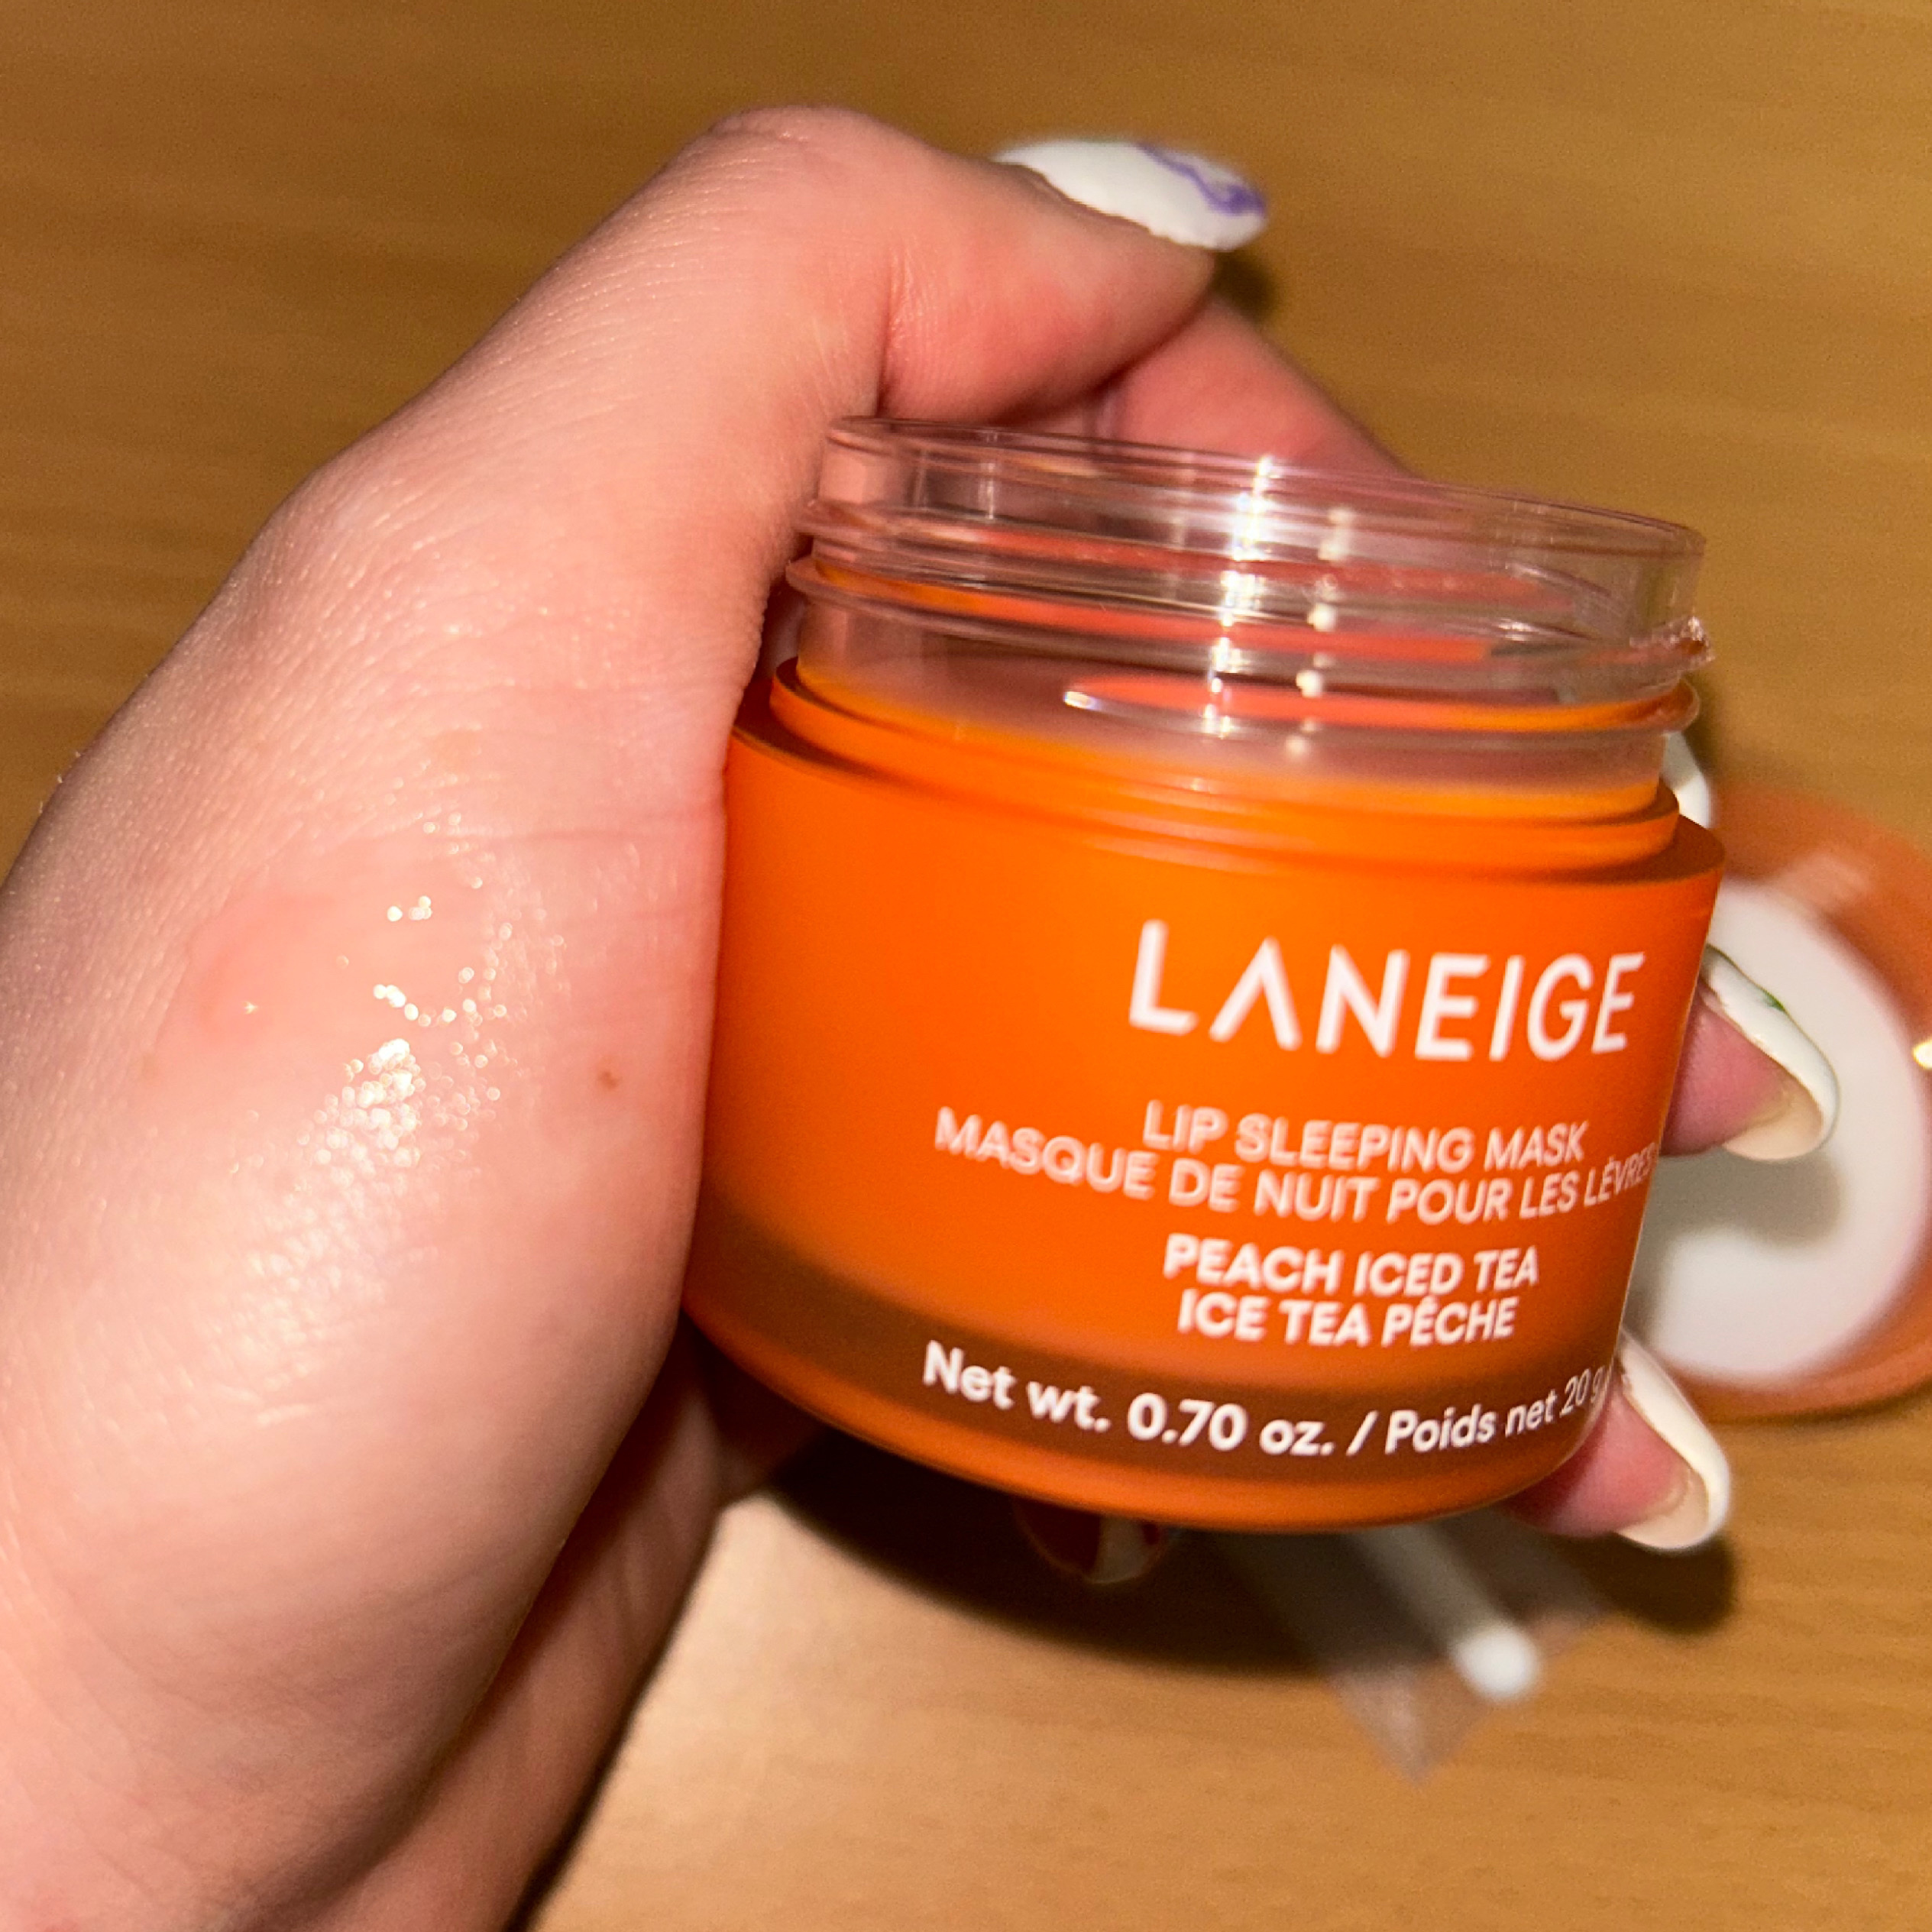 LANEIGE
LIP SLEEPING MASK
MASQUE DE NUIT POUR LES LÈVRES
PEACH ICED TEA
ICE TEA PÊCHE
Net wt. 0.70 oz. / Poids net 20 g